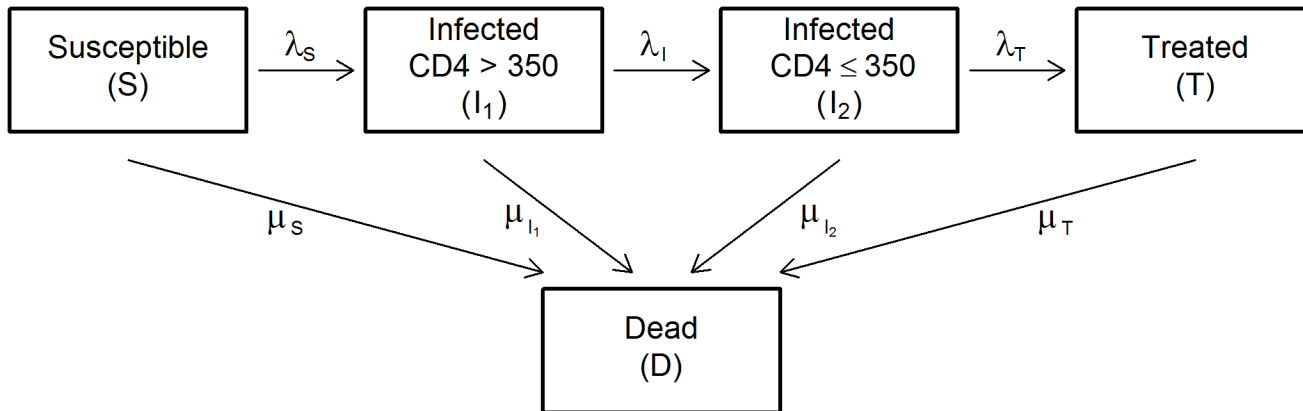 Susceptible
(S)
λS
Infected
CD4 > 350
(I1)
λI
Infected
CD4 ≤ 350
(I2)
λT
Treated
(T)
μS
μI1
μI2
μT
Dead
(D)